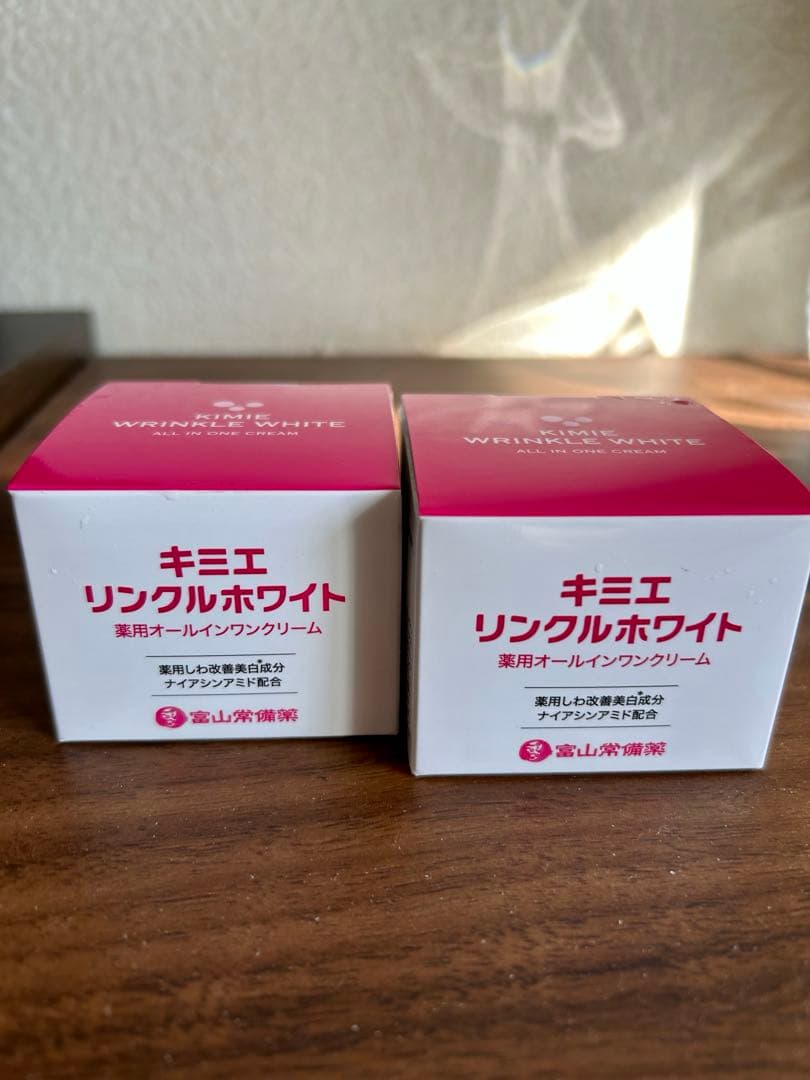 KIMIE
WRINKLE WHITE
ALL IN ONE CREAM
キミエ
リンクルホワイト
薬用オールインワンクリーム
薬用しわ改善美白*成分
ナイアシンアミド配合
富山常備薬
KIMIE
WRINKLE WHITE
ALL IN ONE CREAM
キミエ
リンクルホワイト
薬用オールインワンクリーム
薬用しわ改善美白*成分
ナイアシンアミド配合
富山常備薬